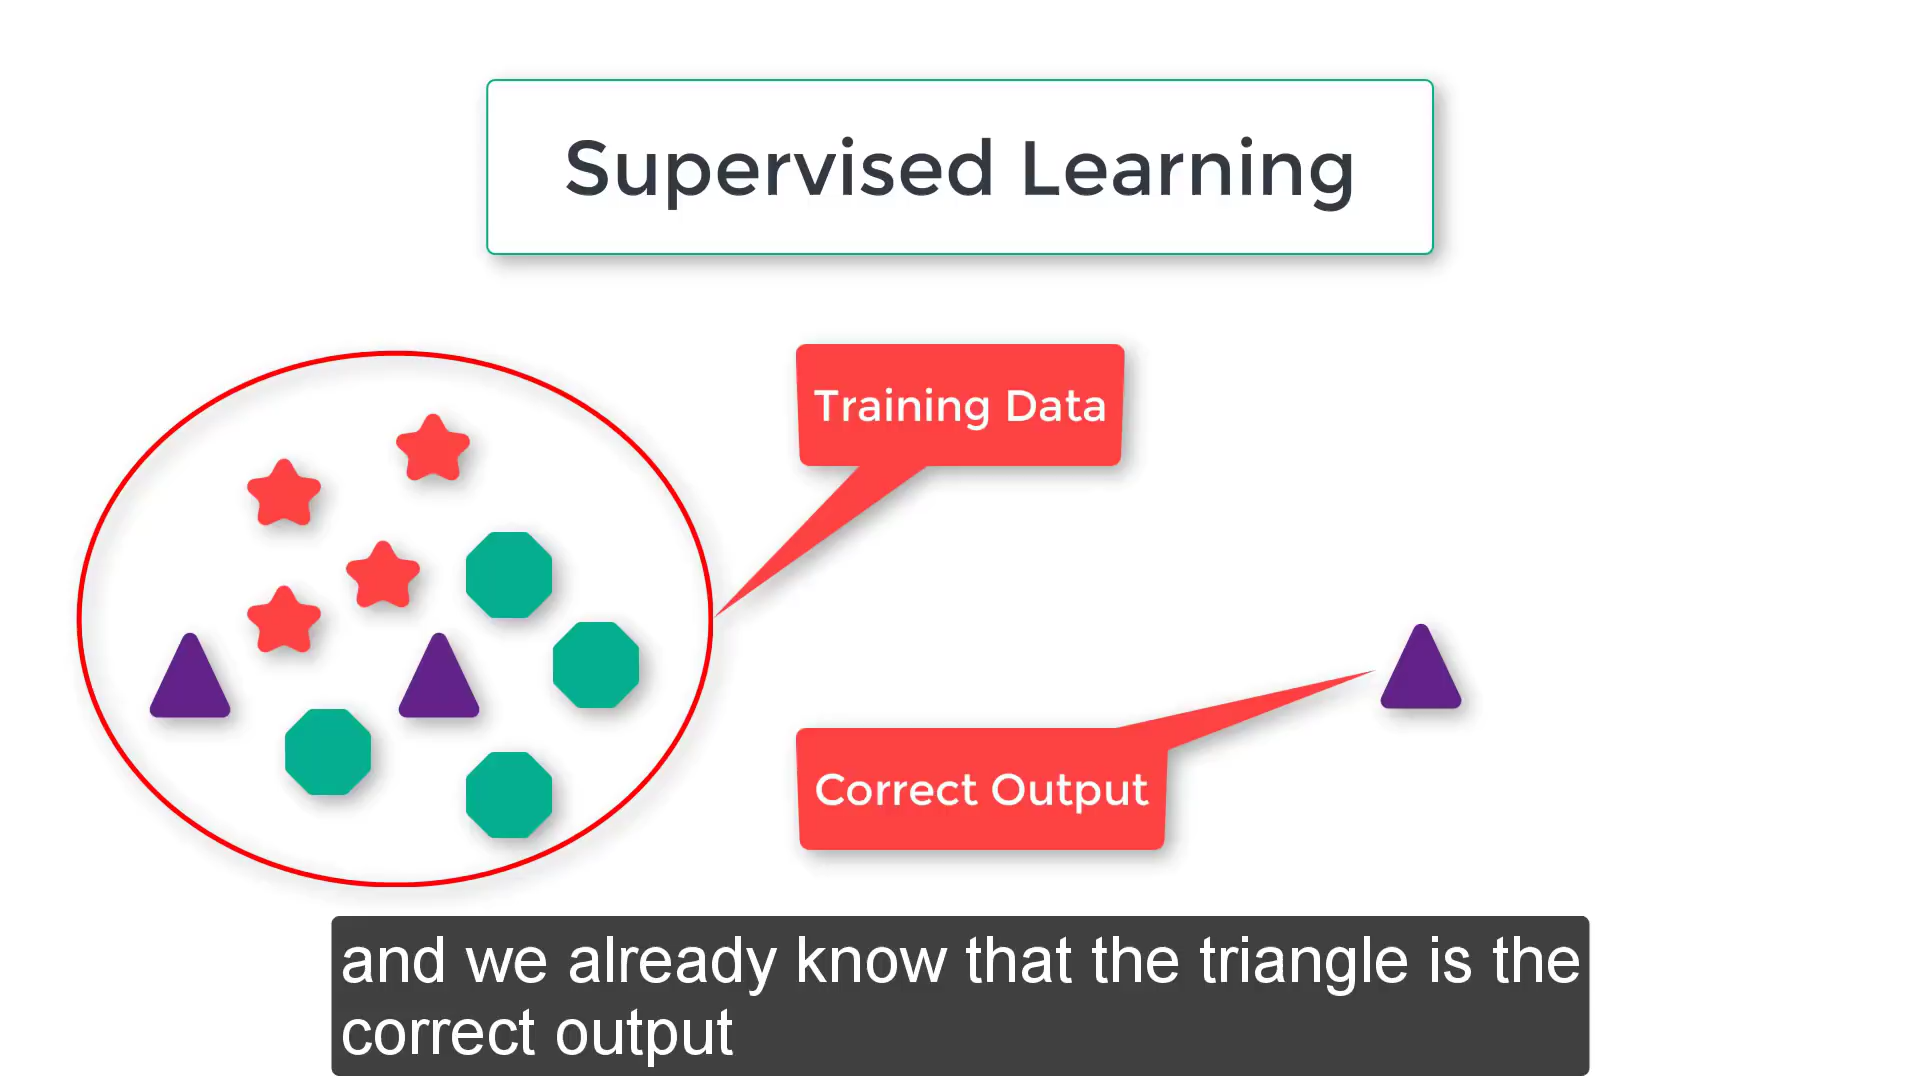 Supervised Learning
Training Data
Correct Output
and we already know that the triangle is the
correct output